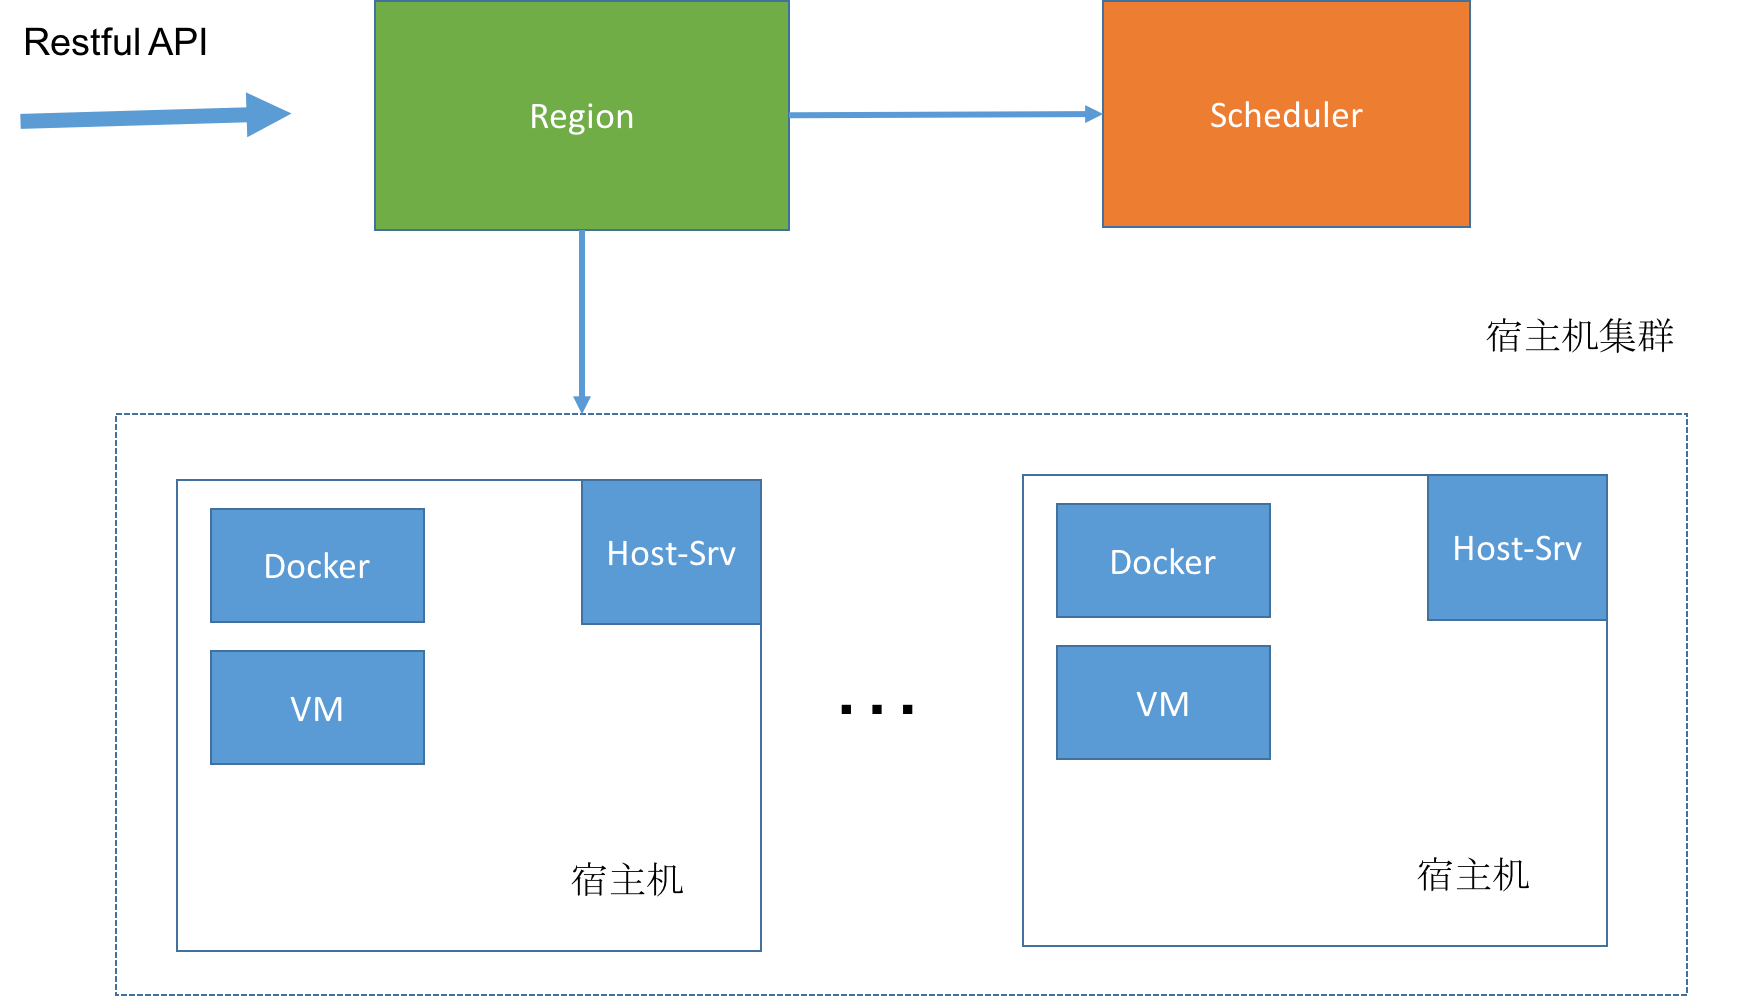 Restful API
Region
Scheduler
宿主机集群
Docker
Host-Srv
VM
宿主机
...
Docker
Host-Srv
VM
宿主机